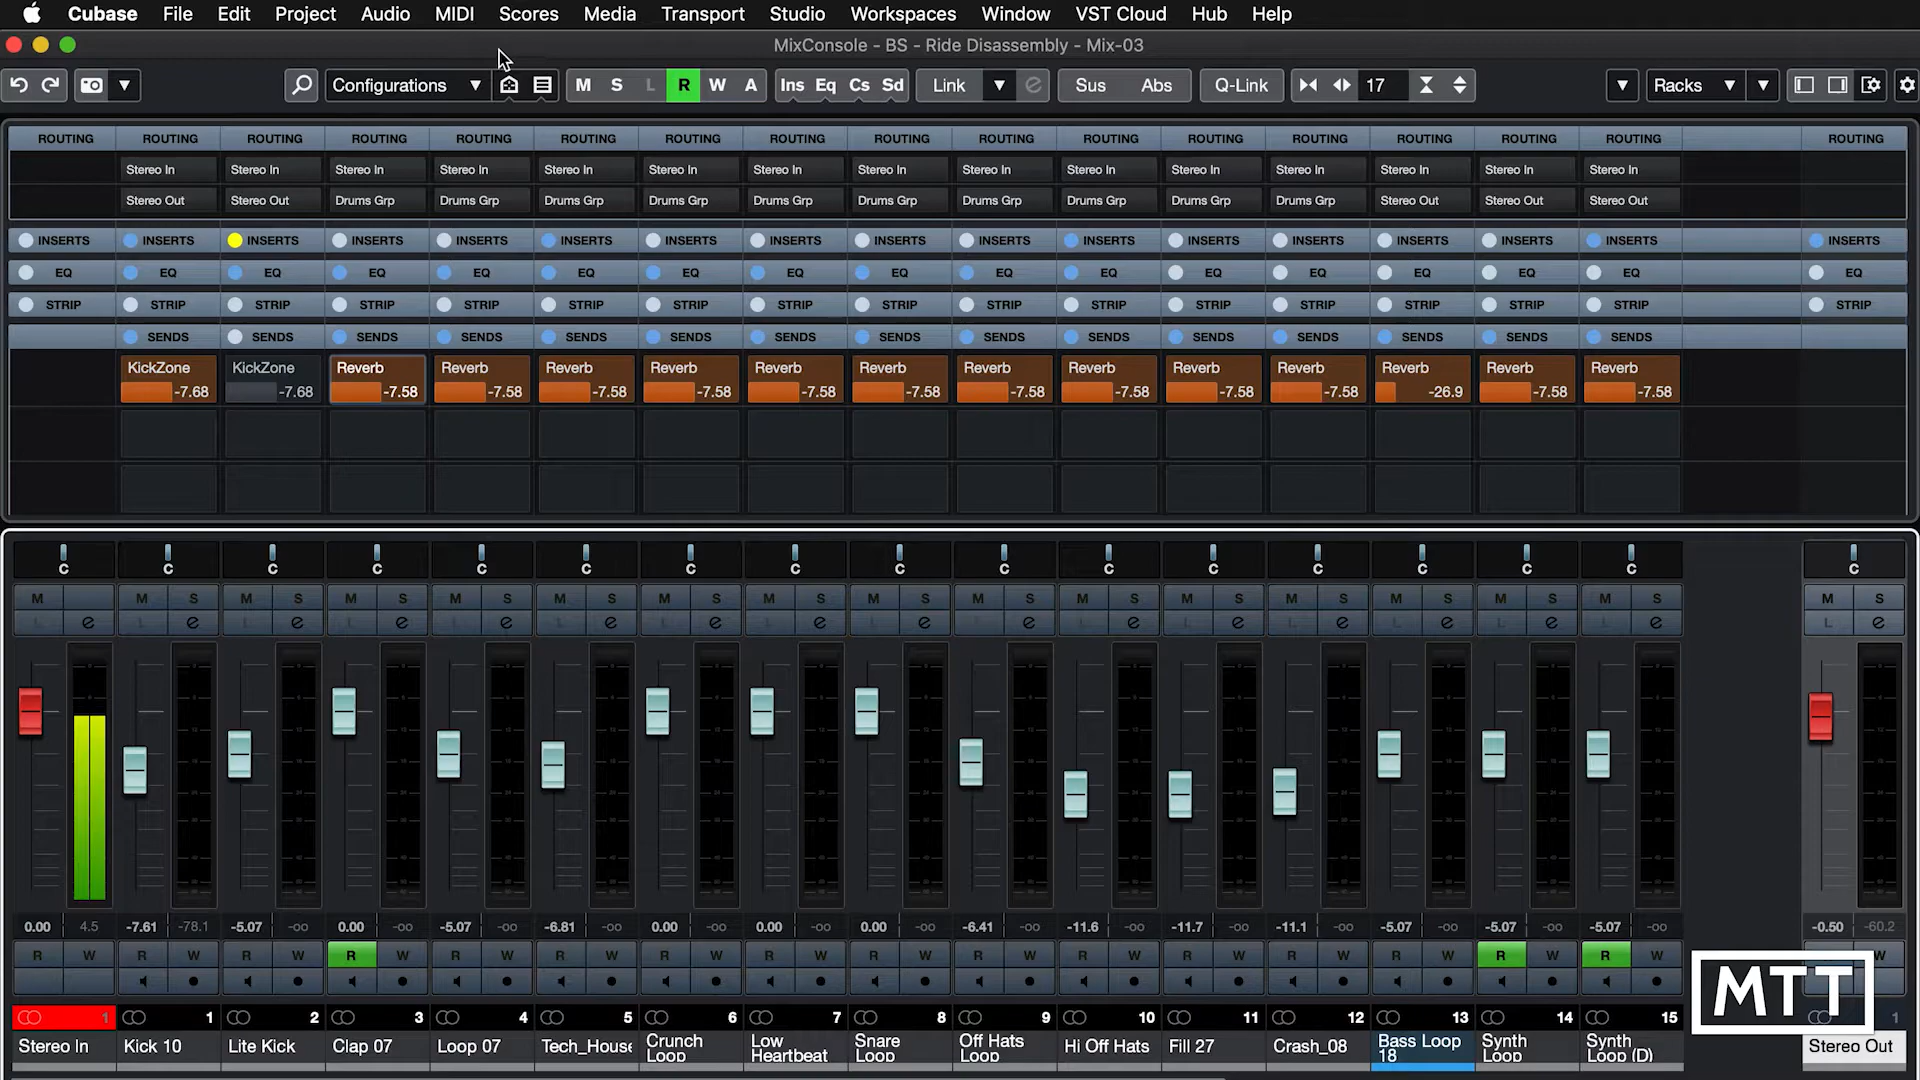 Cubase File Edit Project Audio MIDI Scores Media Transport Studio Workspaces Window VST Cloud Hub Help
MixConsole - BS - Ride Disassembly - Mix-03
Configurations M S L R W A Ins Eq Cs Sd Link Sus Abs Q-Link 17 Racks
ROUTING ROUTING ROUTING ROUTING ROUTING ROUTING ROUTING ROUTING ROUTING ROUTING ROUTING ROUTING ROUTING ROUTING ROUTING ROUTING ROUTING
Stereo In Stereo In Stereo In Stereo In Stereo In Stereo In Stereo In Stereo In Stereo In Stereo In Stereo In Stereo In Stereo In Stereo In Stereo In
Stereo Out Stereo Out Drums Grp Drums Grp Drums Grp Drums Grp Drums Grp Drums Grp Drums Grp Drums Grp Drums Grp Drums Grp Stereo Out Stereo Out Stereo Out
INSERTS INSERTS INSERTS INSERTS INSERTS INSERTS INSERTS INSERTS INSERTS INSERTS INSERTS INSERTS INSERTS INSERTS INSERTS INSERTS INSERTS
EQ EQ EQ EQ EQ EQ EQ EQ EQ EQ EQ EQ EQ EQ EQ EQ EQ
STRIP STRIP STRIP STRIP STRIP STRIP STRIP STRIP STRIP STRIP STRIP STRIP STRIP STRIP STRIP STRIP STRIP
SENDS SENDS SENDS SENDS SENDS SENDS SENDS SENDS SENDS SENDS SENDS SENDS SENDS SENDS SENDS
KickZone KickZone Reverb Reverb Reverb Reverb Reverb Reverb Reverb Reverb Reverb Reverb Reverb Reverb Reverb
-7.68 -7.68 -7.58 -7.58 -7.58 -7.58 -7.58 -7.58 -7.58 -7.58 -7.58 -7.58 -26.9 -7.58 -7.58
C C C C C C C C C C C C C C C C C
M M S M S M S M S M S M S M S M S M S M S M S M S M S M S M S M S
L e L e L e L e L e L e L e L e L e L e L e L e L e L e L e L e L e
0.00 4.5 -7.61 -78.1 -5.07 -oo 0.00 -oo -5.07 -oo -6.81 -oo 0.00 -oo 0.00 -oo 0.00 -oo -6.41 -oo -11.6 -oo -11.7 -oo -11.1 -oo -5.07 -oo -5.07 -oo -5.07 -oo -0.50 -60.2
R W R W R W R W R W R W R W R W R W R W R W R W R W R W R W R W W
MTT
1 1 2 3 4 5 6 7 8 9 10 11 12 13 14 15 1
Stereo In Kick 10 Lite Kick Clap 07 Loop 07 Tech_House Crunch Loop Low Heartbeat Snare Loop Off Hats Loop Hi Off Hats Fill 27 Crash_08 Bass Loop 18 Synth Loop Synth Loop (D) Stereo Out